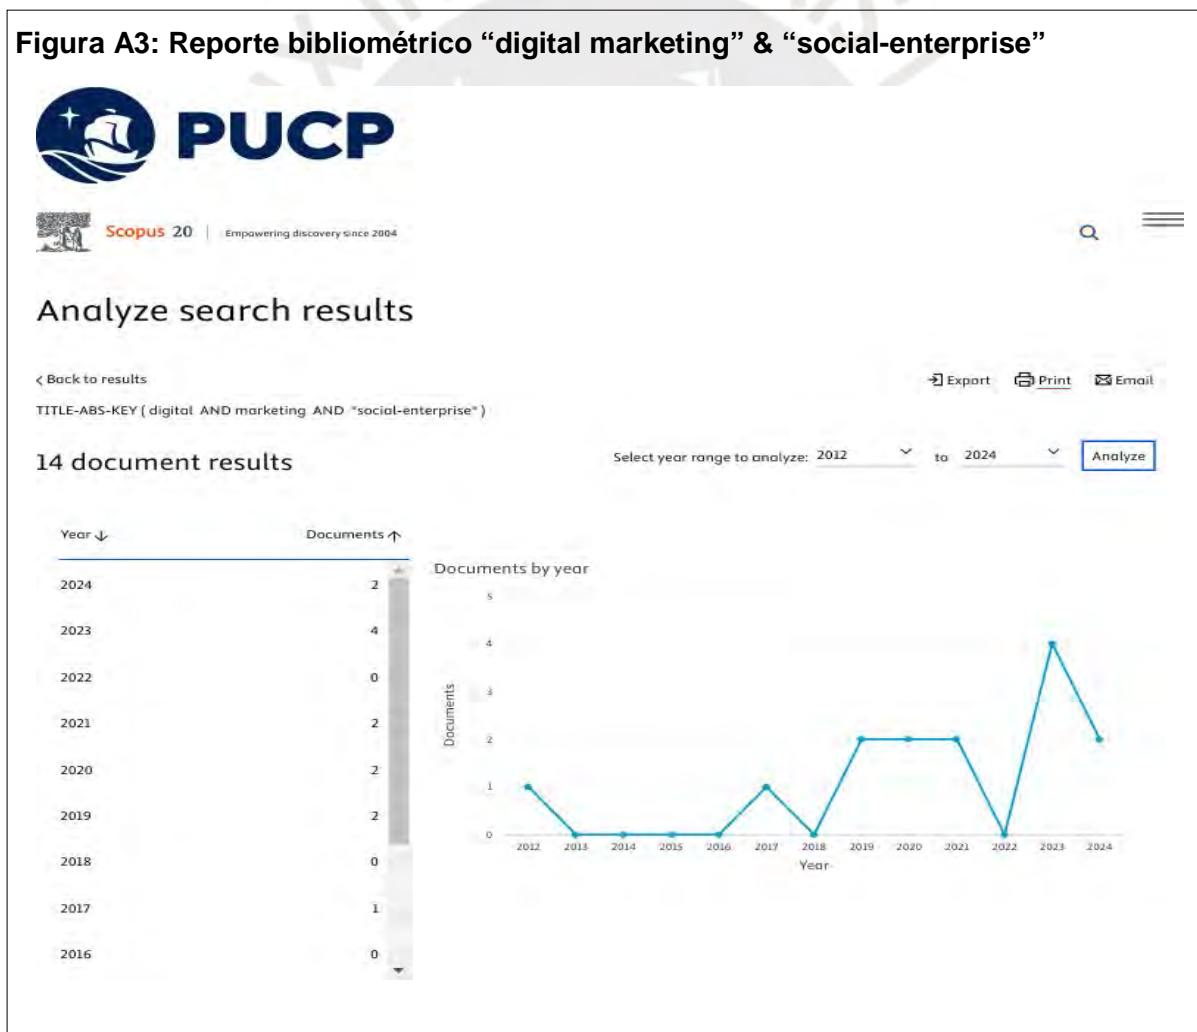 Figura A3: Reporte bibliométrico “digital marketing” & “social-enterprise”
PUCP
Scopus 20 | Empowering discovery since 2004
Analyze search results
< Back to results
Export Print Email
TITLE-ABS-KEY ( digital AND marketing AND "social-enterprise" )
14 document results
Select year range to analyze: 2012 to 2024 Analyze
Year Documents
2024 2
2023 4
2022 0
2021 2
2020 2
2019 2
2018 0
2017 1
2016 0
Documents by year
5
4
3
2
1
0
Documents
2012 2013 2014 2015 2016 2017 2018 2019 2020 2021 2022 2023 2024
Year